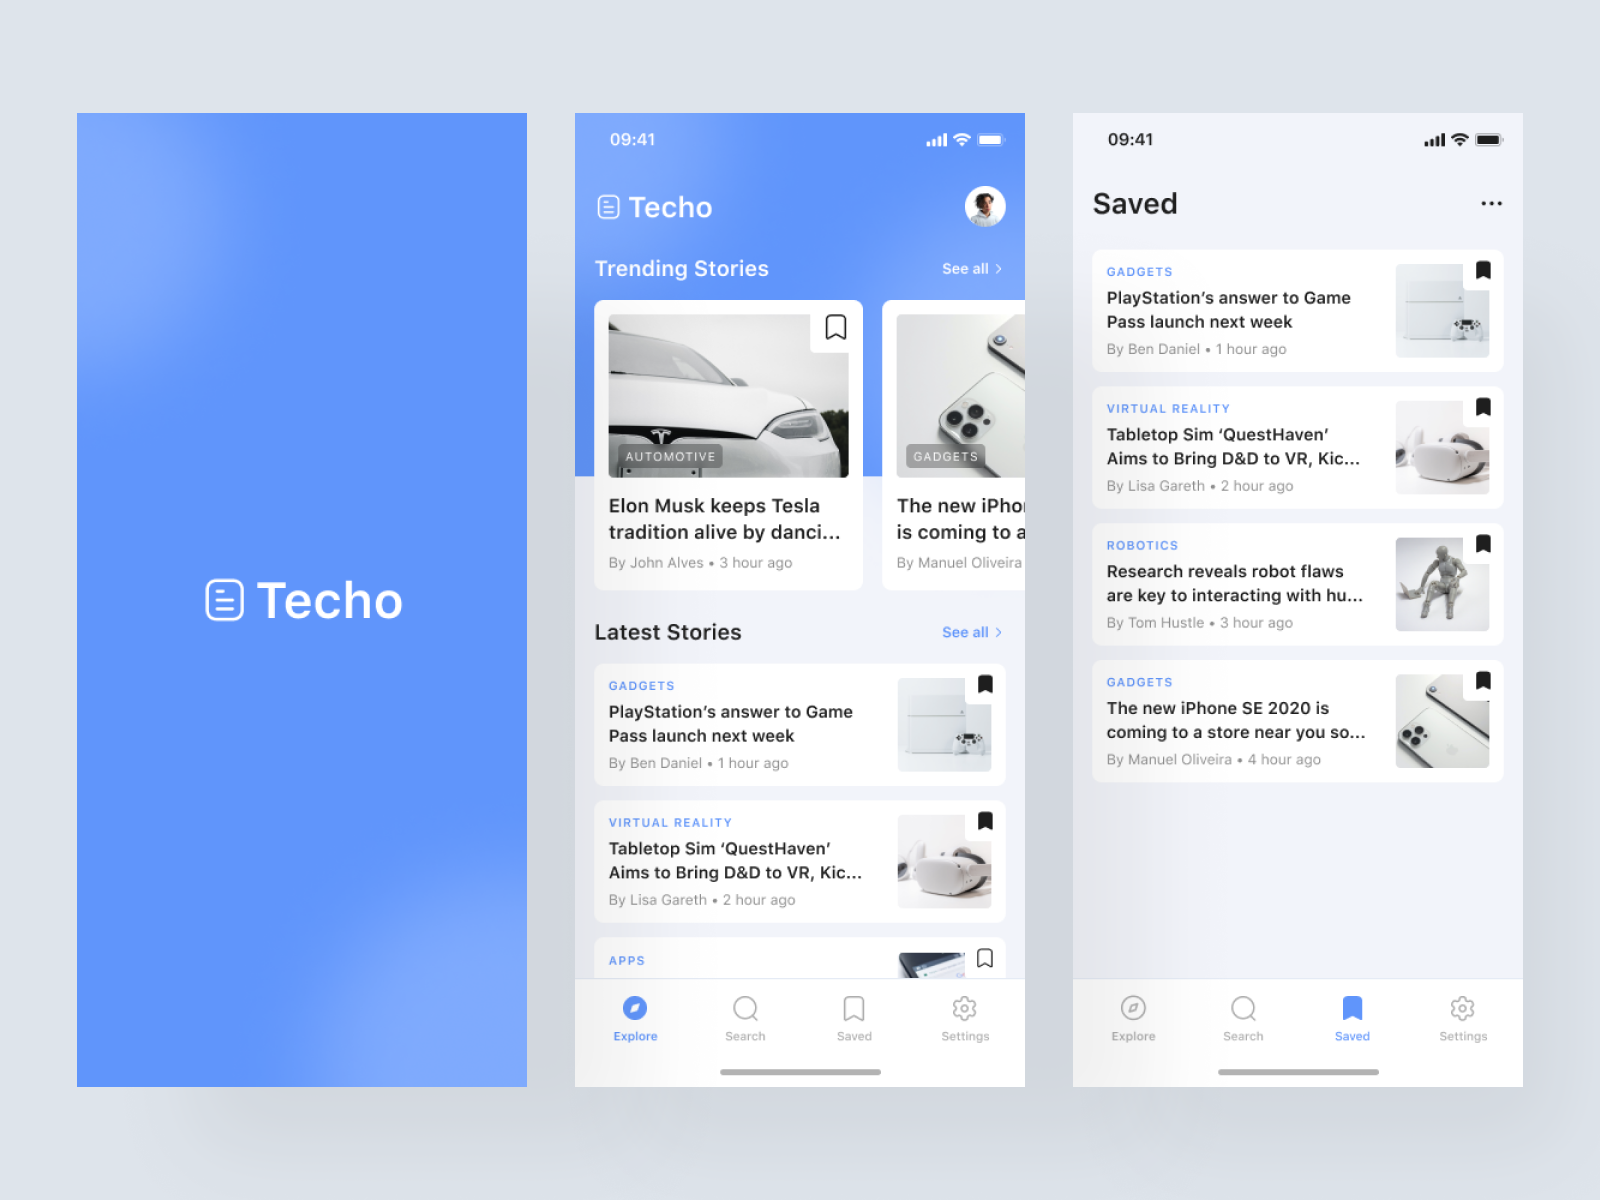 Techo
09:41
Techo
Trending Stories
See all
AUTOMOTIVE
Elon Musk keeps Tesla
tradition alive by danci...
By John Alves • 3 hour ago
GADGETS
The new iPho
is coming to a
By Manuel Oliveira
Latest Stories
See all
GADGETS
PlayStation’s answer to Game
Pass launch next week
By Ben Daniel • 1 hour ago
VIRTUAL REALITY
Tabletop Sim ‘QuestHaven’
Aims to Bring D&D to VR, Kic...
By Lisa Gareth • 2 hour ago
APPS
Explore
Search
Saved
Settings
09:41
Saved
GADGETS
PlayStation’s answer to Game
Pass launch next week
By Ben Daniel • 1 hour ago
VIRTUAL REALITY
Tabletop Sim ‘QuestHaven’
Aims to Bring D&D to VR, Kic...
By Lisa Gareth • 2 hour ago
ROBOTICS
Research reveals robot flaws
are key to interacting with hu...
By Tom Hustle • 3 hour ago
GADGETS
The new iPhone SE 2020 is
coming to a store near you so...
By Manuel Oliveira • 4 hour ago
Explore
Search
Saved
Settings